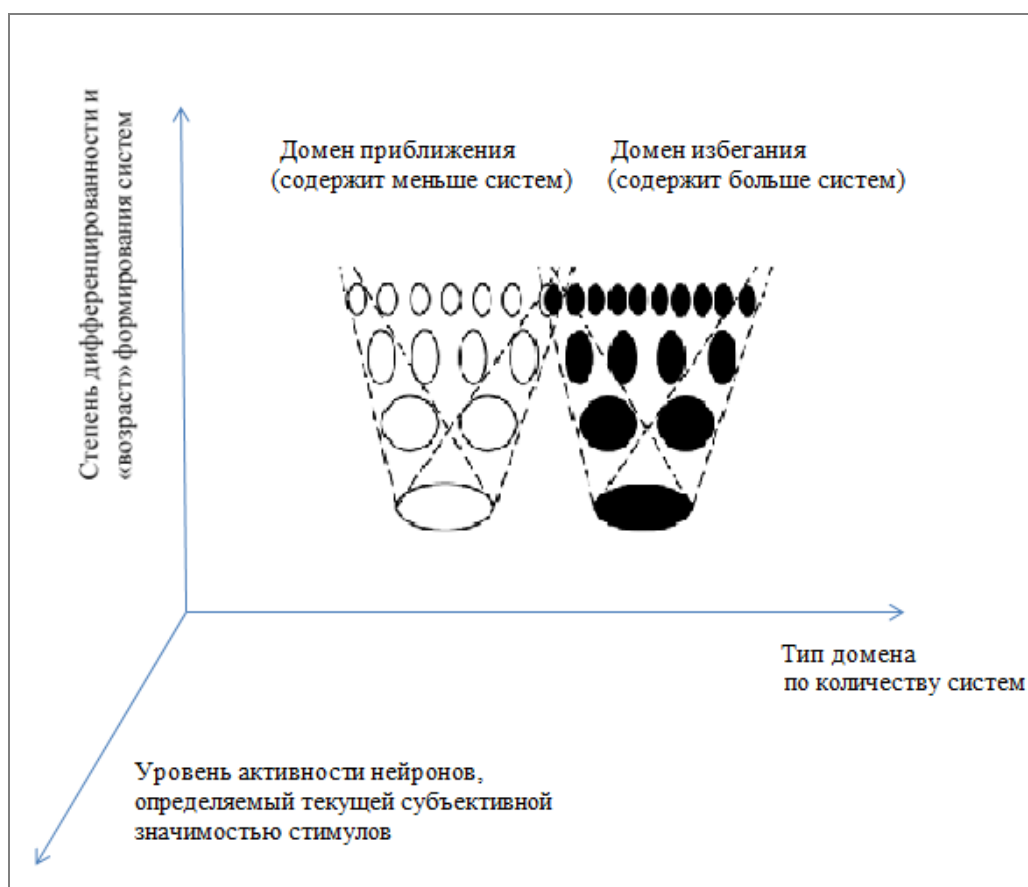 Степень дифференцированности и
«возраст» формирования систем
Домен приближения
(содержит меньше систем)
Домен избегания
(содержит больше систем)
Тип домена
по количеству систем
Уровень активности нейронов,
определяемый текущей субъективной
значимостью стимулов